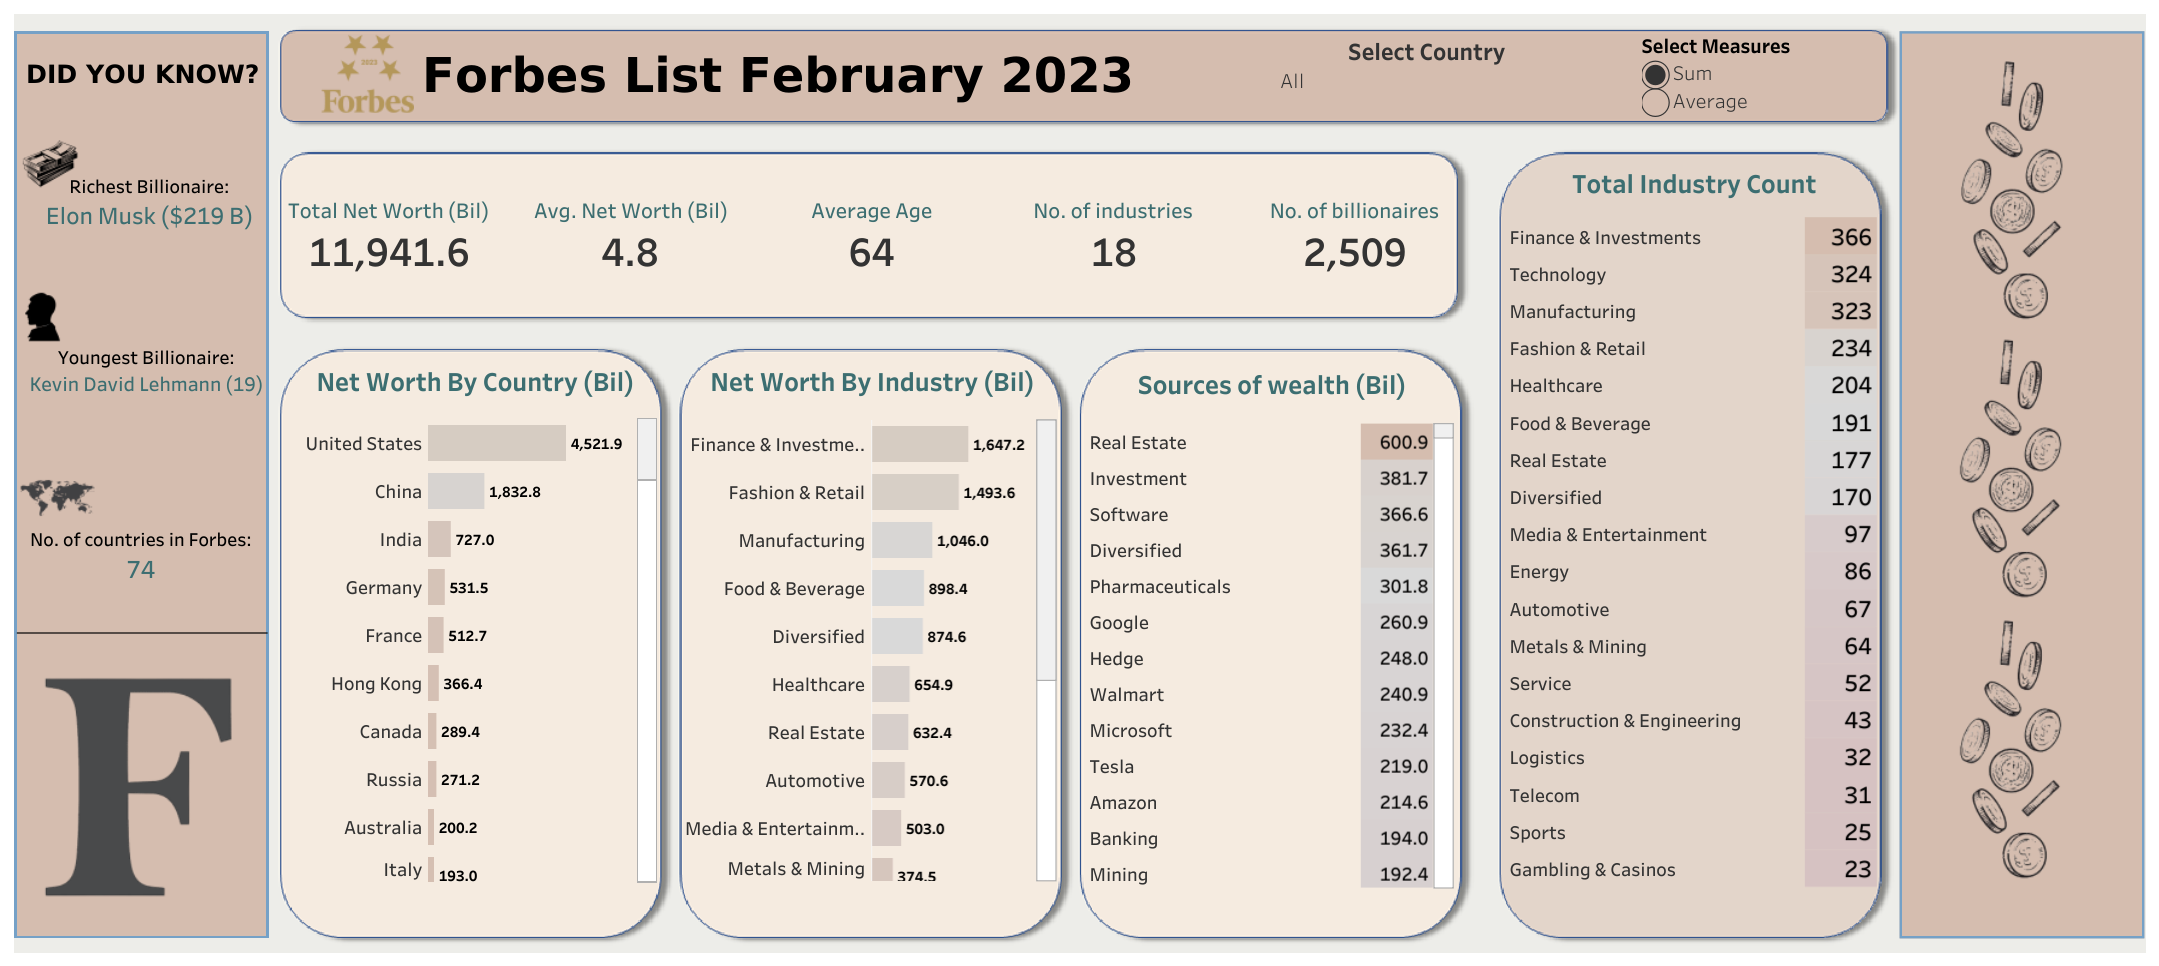 DID YOU KNOW?
Richest Billionaire:
Elon Musk ($219 B)
Youngest Billionaire:
Kevin David Lehmann (19)
No. of countries in Forbes:
74
F
2023
Forbes
Forbes List February 2023
Select Country
All
Select Measures
Sum
Average
Total Net Worth (Bil)
11,941.6
Avg. Net Worth (Bil)
4.8
Average Age
64
No. of industries
18
No. of billionaires
2,509
Net Worth By Country (Bil)
United States 4,521.9
China 1,832.8
India 727.0
Germany 531.5
France 512.7
Hong Kong 366.4
Canada 289.4
Russia 271.2
Australia 200.2
Italy 193.0
Net Worth By Industry (Bil)
Finance & Investme.. 1,647.2
Fashion & Retail 1,493.6
Manufacturing 1,046.0
Food & Beverage 898.4
Diversified 874.6
Healthcare 654.9
Real Estate 632.4
Automotive 570.6
Media & Entertainm.. 503.0
Metals & Mining 374.5
Sources of wealth (Bil)
Real Estate 600.9
Investment 381.7
Software 366.6
Diversified 361.7
Pharmaceuticals 301.8
Google 260.9
Hedge 248.0
Walmart 240.9
Microsoft 232.4
Tesla 219.0
Amazon 214.6
Banking 194.0
Mining 192.4
Total Industry Count
Finance & Investments 366
Technology 324
Manufacturing 323
Fashion & Retail 234
Healthcare 204
Food & Beverage 191
Real Estate 177
Diversified 170
Media & Entertainment 97
Energy 86
Automotive 67
Metals & Mining 64
Service 52
Construction & Engineering 43
Logistics 32
Telecom 31
Sports 25
Gambling & Casinos 23